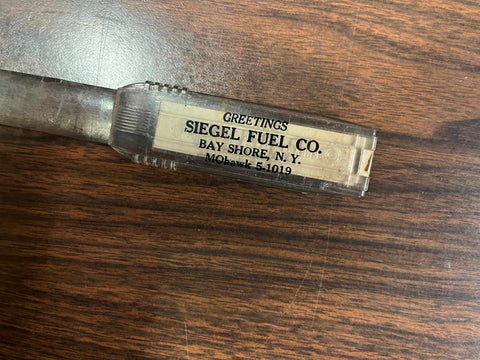 GREETINGS
SIEGEL FUEL CO.
BAY SHORE, N. Y.
MOhawk 5-1019